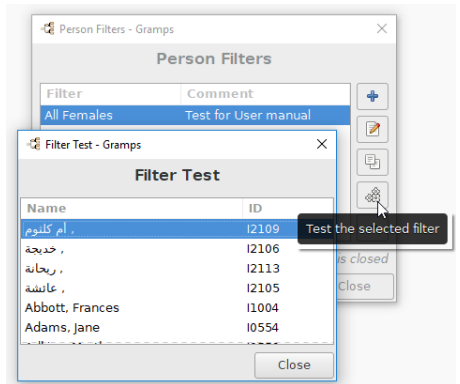 Person Filters - Gramps
Person Filters
Filter Comment
All Females Test for User manual
Filter Test - Gramps
Filter Test
Name ID
, أم كلثوم I2109
, خديجة I2106
, ريحانة I2113
, عائشة I2105
Abbott, Frances I1004
Adams, Jane I0554
Close
Test the selected filter
is closed
Close